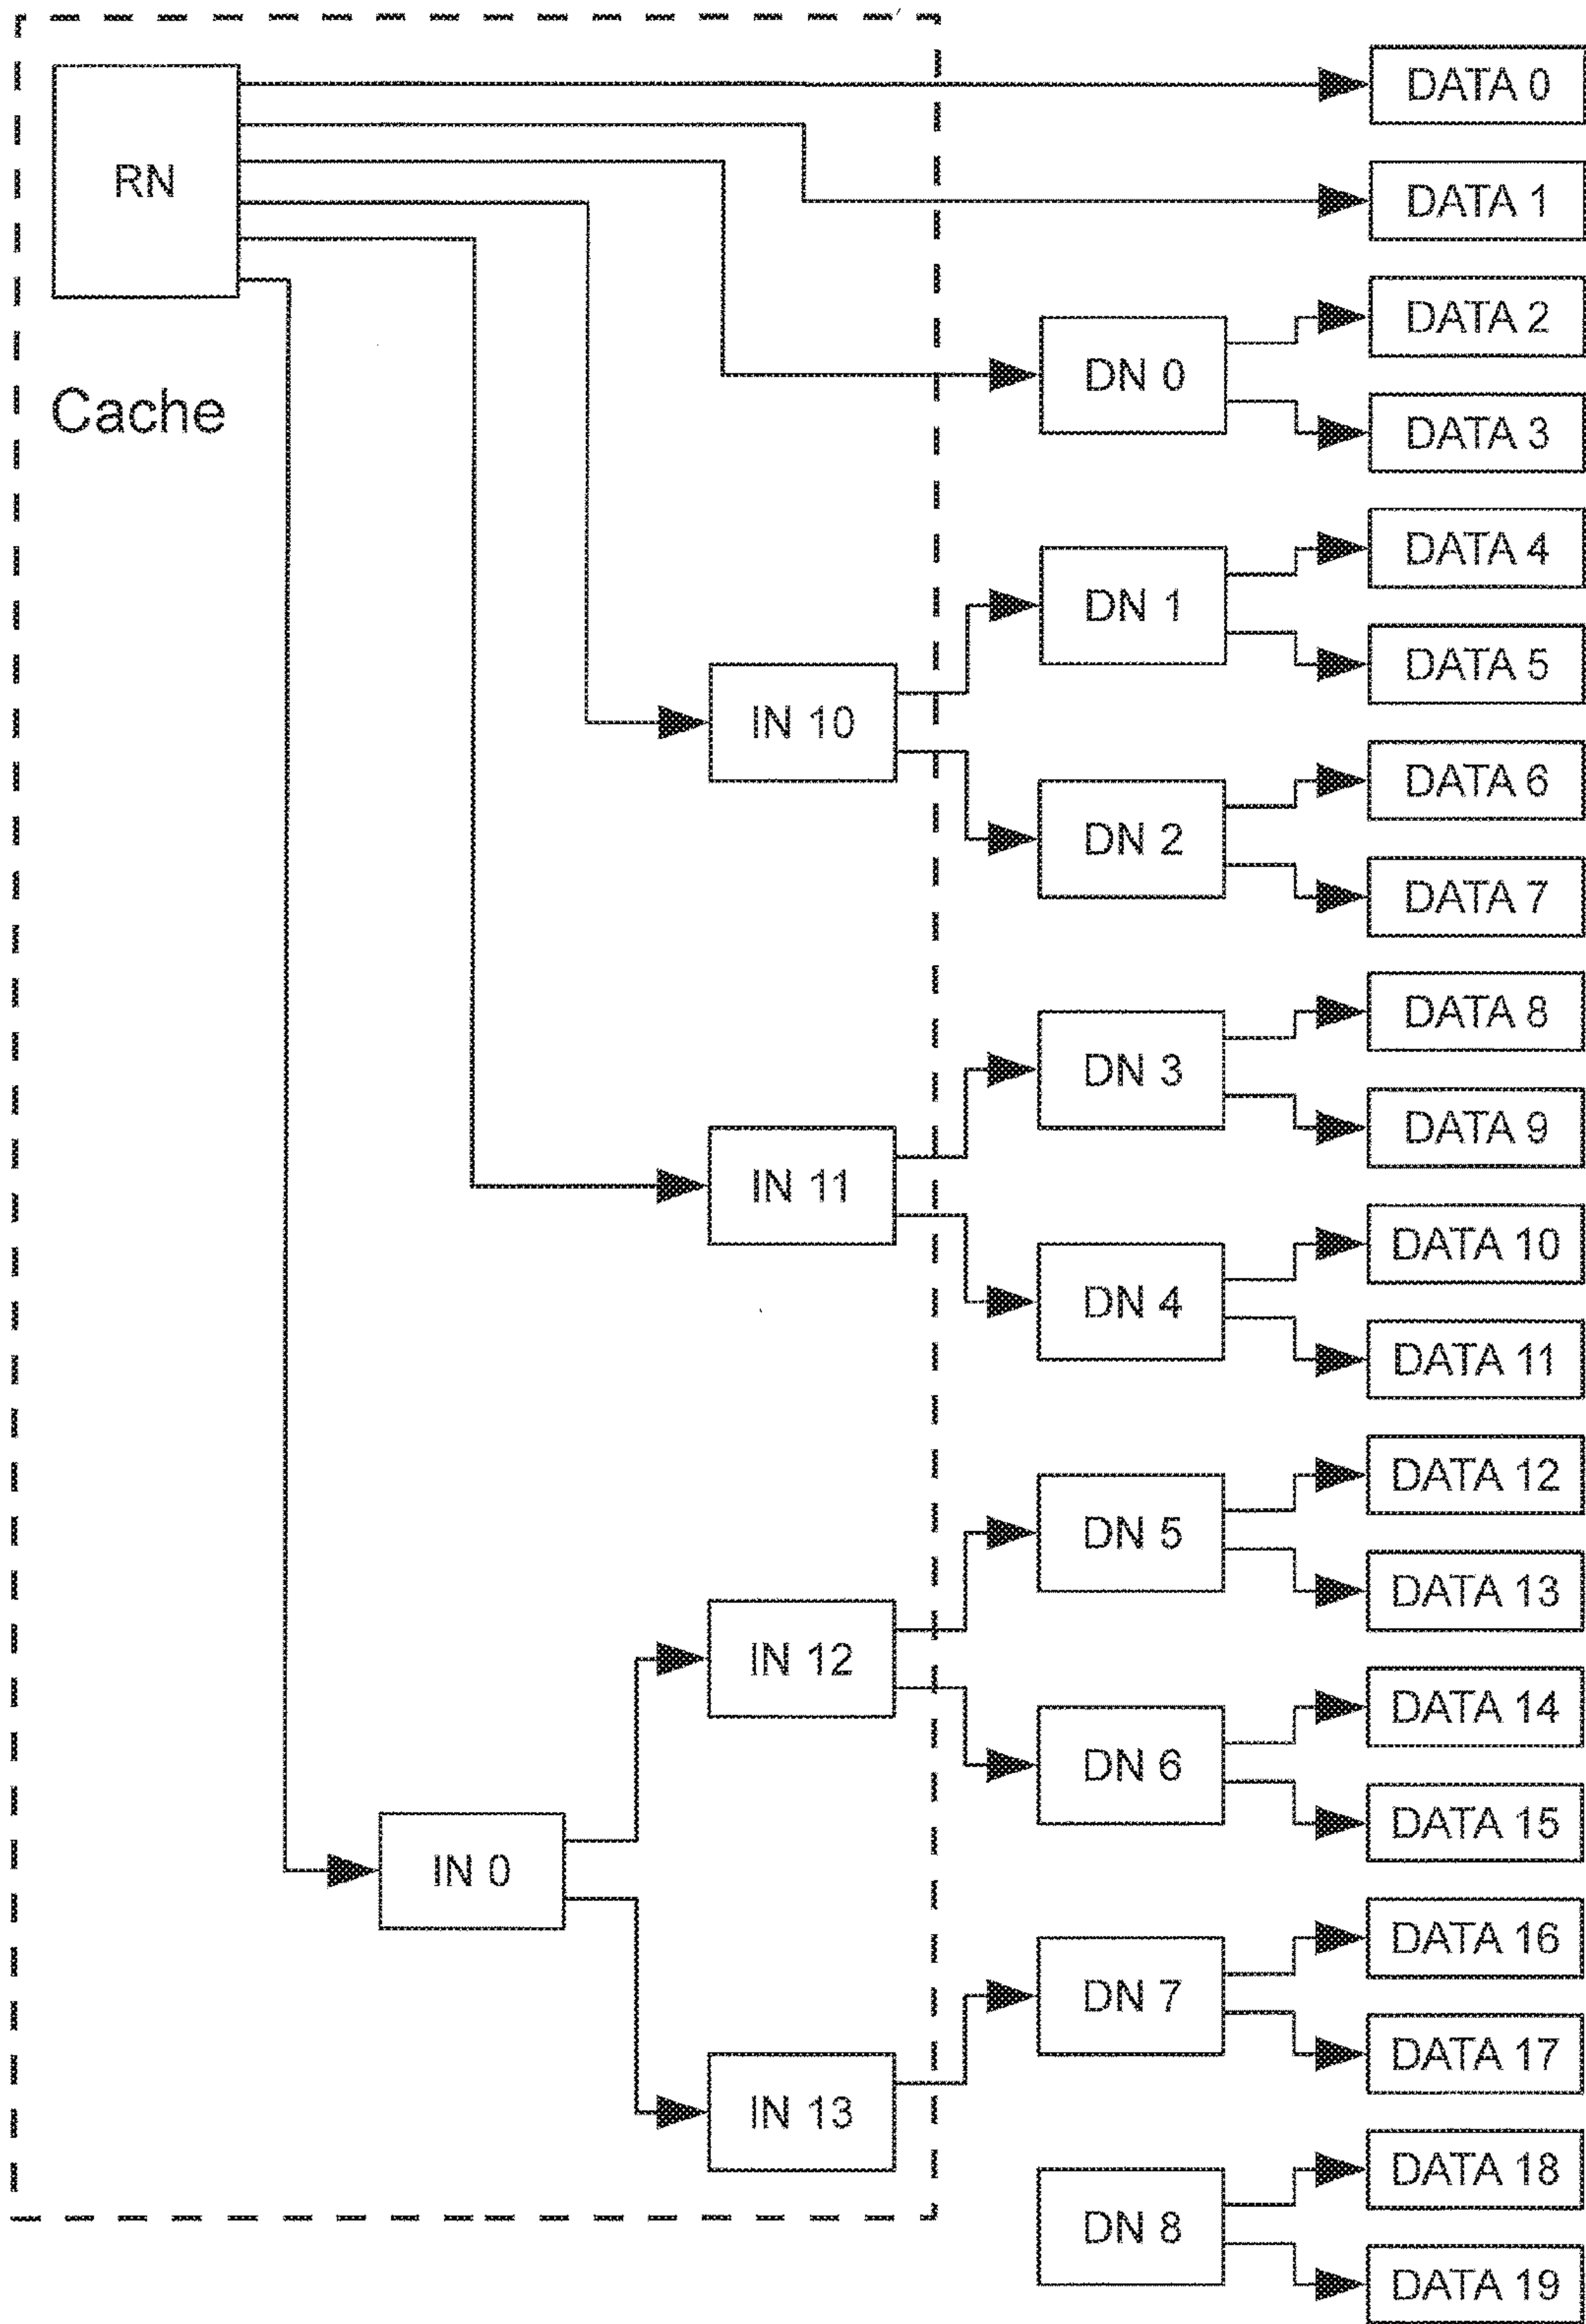 DATA 0
RN
DATA 1
DATA 2
Cache
DN 0
DATA 3
DATA 4
DN 1
DATA 5
IN 10
DATA 6
DN 2
DATA 7
DATA 8
DN 3
DATA 9
IN 11
DATA 10
DN 4
DATA 11
DATA 12
DN 5
DATA 13
IN 12
DATA 14
DN 6
DATA 15
IN 0
DATA 16
DN 7
DATA 17
IN 13
DATA 18
DN 8
DATA 19